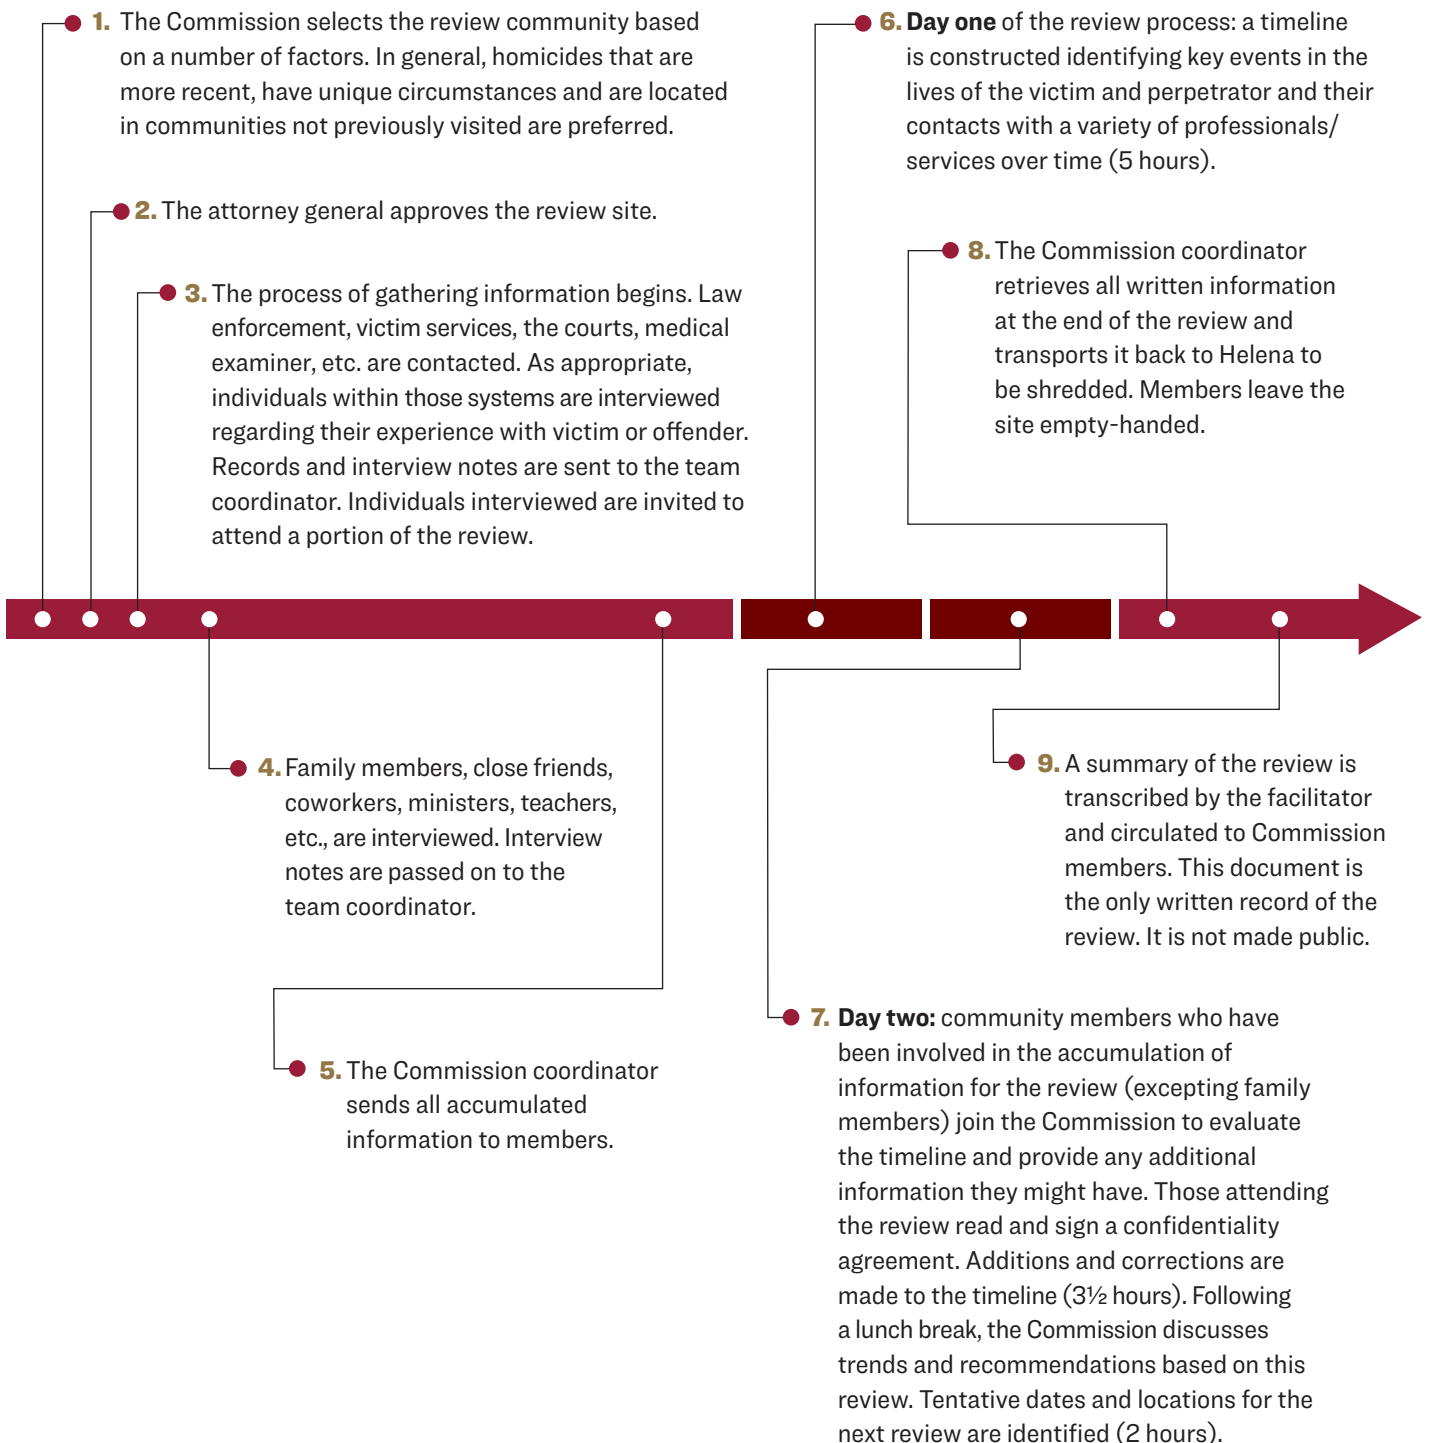 1. The Commission selects the review community based
on a number of factors. In general, homicides that are
more recent, have unique circumstances and are located
in communities not previously visited are preferred.
2. The attorney general approves the review site.
3. The process of gathering information begins. Law
enforcement, victim services, the courts, medical
examiner, etc. are contacted. As appropriate,
individuals within those systems are interviewed
regarding their experience with victim or offender.
Records and interview notes are sent to the team
coordinator. Individuals interviewed are invited to
attend a portion of the review.
4. Family members, close friends,
coworkers, ministers, teachers,
etc., are interviewed. Interview
notes are passed on to the
team coordinator.
5. The Commission coordinator
sends all accumulated
information to members.
6. Day one of the review process: a timeline
is constructed identifying key events in the
lives of the victim and perpetrator and their
contacts with a variety of professionals/
services over time (5 hours).
7. Day two: community members who have
been involved in the accumulation of
information for the review (excepting family
members) join the Commission to evaluate
the timeline and provide any additional
information they might have. Those attending
the review read and sign a confidentiality
agreement. Additions and corrections are
made to the timeline (3½ hours). Following
a lunch break, the Commission discusses
trends and recommendations based on this
review. Tentative dates and locations for the
next review are identified (2 hours).
8. The Commission coordinator
retrieves all written information
at the end of the review and
transports it back to Helena to
be shredded. Members leave the
site empty-handed.
9. A summary of the review is
transcribed by the facilitator
and circulated to Commission
members. This document is
the only written record of the
review. It is not made public.